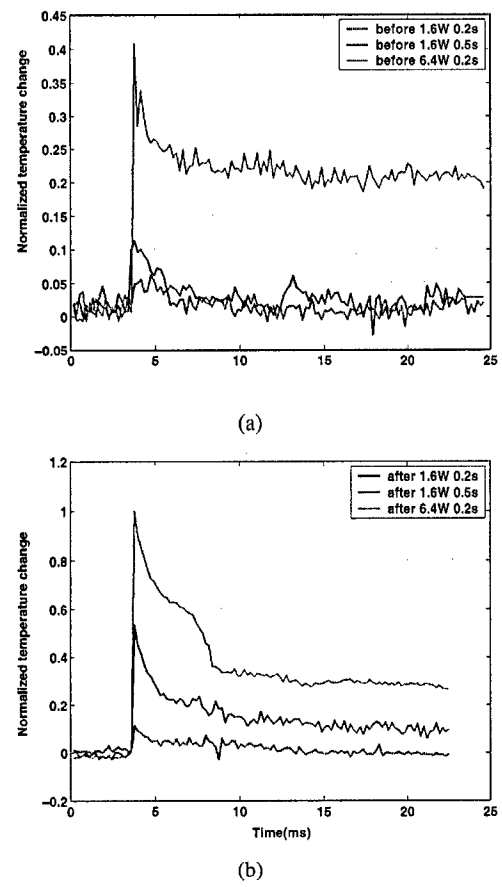 0.45
0.4
0.35
0.3
0.25
0.2
0.15
0.1
0.05
0
−0.05
Normalized temperature change
before 1.6W 0.2s
before 1.6W 0.5s
before 6.4W 0.2s
0 5 10 15 20 25
(a)
1.2
1
0.8
0.6
0.4
0.2
0
−0.2
Normalized temperature change
after 1.6W 0.2s
after 1.6W 0.5s
after 6.4W 0.2s
0 5 10 15 20 25
Time(ms)
(b)